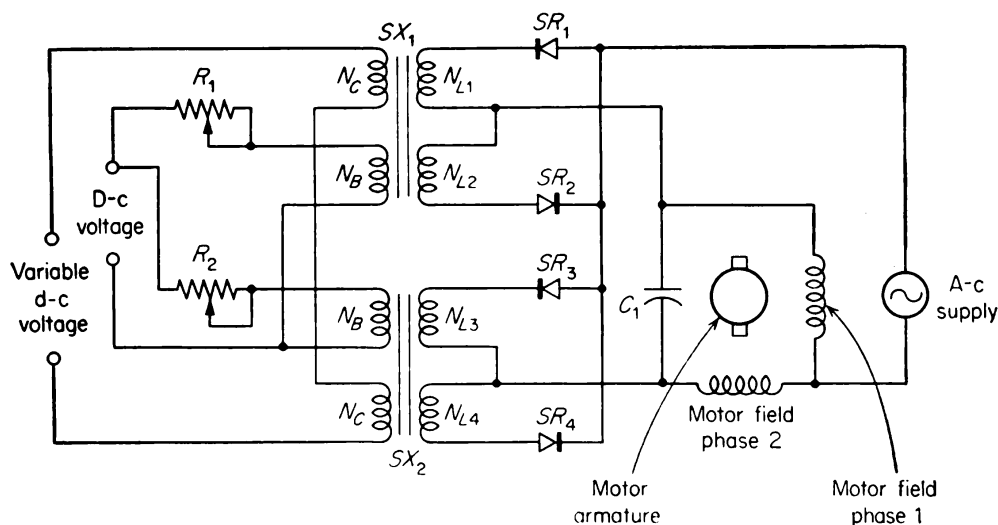 SX1
SR1
NC
NL1
R1
NB
NL2
SR2
D-c
voltage
R2
SR3
Variable
d-c
voltage
NB
NL3
C1
A-c
supply
NC
NL4
SR4
Motor field
phase 2
SX2
Motor
armature
Motor field
phase 1